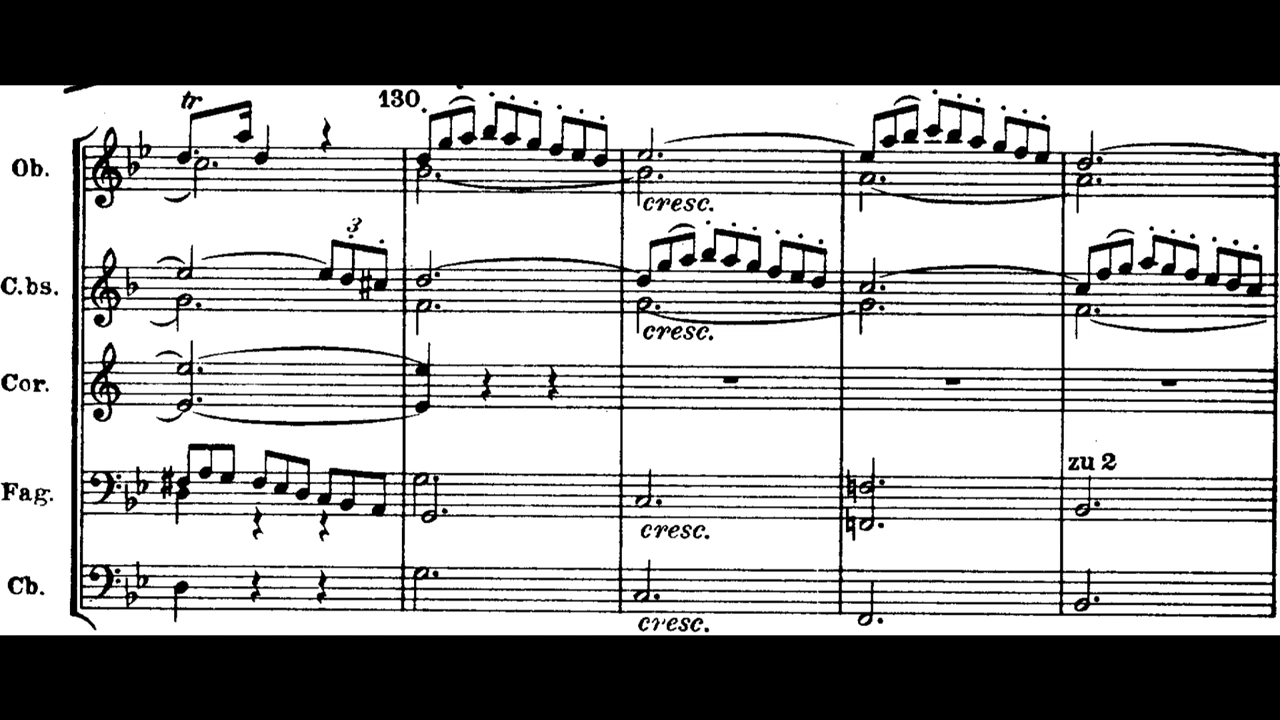 tr 130.
Ob.
cresc.
3
C.bs.
cresc.
Cor.
zu 2
Fag.
cresc.
Cb.
cresc.